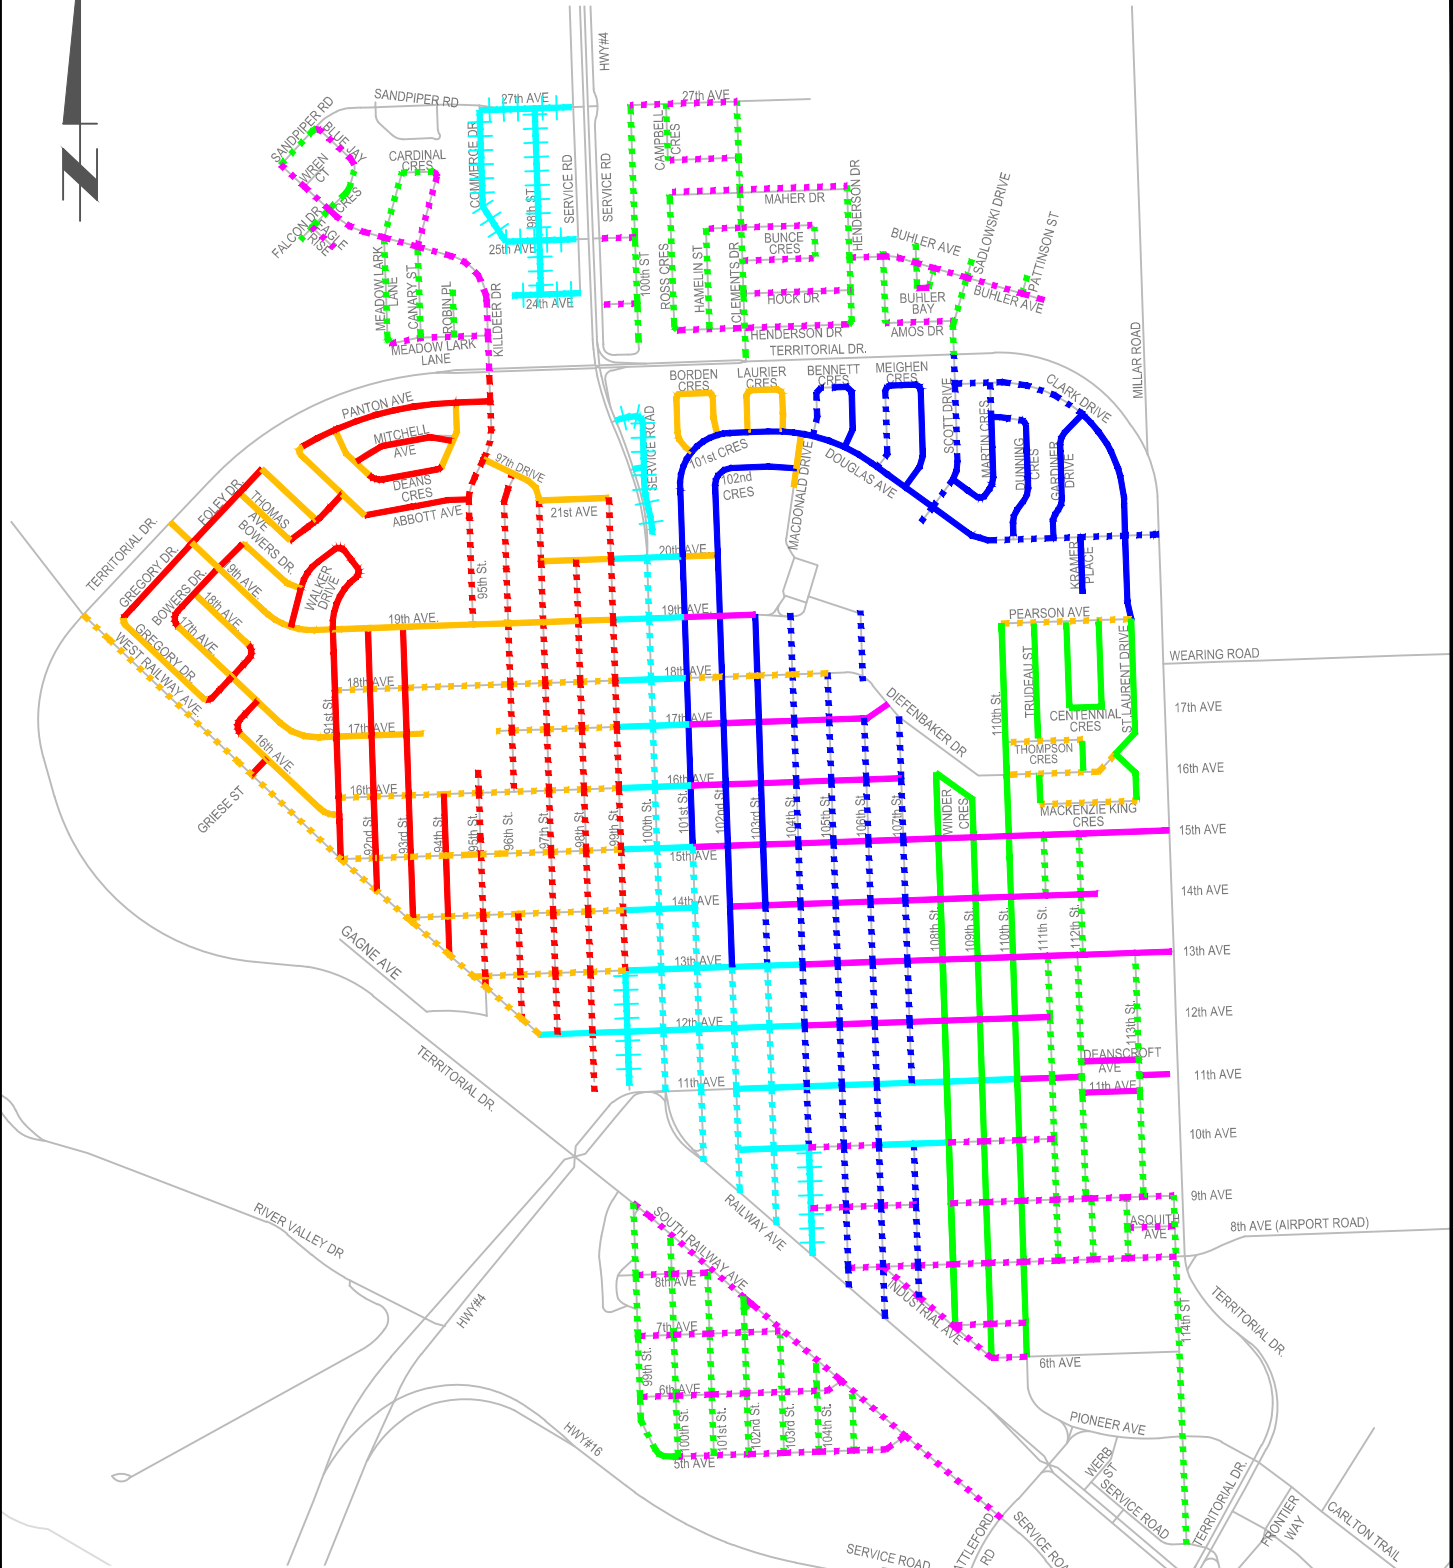 HWY#4
SANDPIPER RD
27th AVE
27th AVE
SANDPIPER RD
BLUE JAY
CRES
WREN
CT
CARDINAL
CRES
COMMERCE DR
98th ST.
SERVICE RD
SERVICE RD
CAMPBELL
CRES
MAHER DR
HENDERSON DR
FALCON DR
EAGLE
RISE
25th AVE
24th AVE
100th ST
ROSS CRES
HAMELIN ST
CLEMENTS DR
BUNCE
CRES
HOCK DR
HENDERSON DR
BUHLER AVE
SADLOWSKI DRIVE
PATTINSON ST
BUHLER
BAY
BUHLER AVE
AMOS DR
MEADOW LARK
LANE
CANARY ST
ROBIN PL
KILLDEER DR
MEADOW LARK
LANE
TERRITORIAL DR.
MILLAR ROAD
BORDEN
CRES
LAURIER
CRES
BENNETT
CRES
MEIGHEN
CRES
CLARK DRIVE
PANTON AVE
MITCHELL
AVE
DEANS
CRES
ABBOTT AVE
97th DRIVE
21st AVE
SERVICE ROAD
101st CRES
102nd
CRES
MACDONALD DRIVE
DOUGLAS AVE
SCOTT DRIVE
MARTIN CRES
DUNNING
CRES
GARDINER
DRIVE
KRAMER
PLACE
TERRITORIAL DR.
FOLEY DR.
THOMAS
AVE
BOWERS DR.
GREGORY DR.
BOWERS DR.
19th AVE.
18th AVE.
17th AVE.
WALKER
DRIVE
GREGORY DR
WEST RAILWAY AVE.
95th St.
20th AVE
19th AVE.
19th AVE
PEARSON AVE
WEARING ROAD
18th AVE
18th AVE
17th AVE
17th AVE
17th AVE
DIEFENBAKER DR
110th St.
TRUDEAU ST
ST LAURENT DRIVE
CENTENNIAL
CRES
THOMPSON
CRES
MACKENZIE KING
CRES
91st St.
16th AVE.
GRIESE ST
16th AVE
16th AVE
16th AVE
92nd St.
93rd St.
94th St.
95th St.
96th St.
97th St.
98th St.
99th St.
100th St.
101st St.
102nd St.
103rd St.
104th St.
105th St.
106th St.
107th St.
WINDER
CRES
15th AVE
15th AVE
14th AVE
14th AVE
108th St.
109th St.
110th St.
111th St.
112th St.
13th AVE
13th AVE
GAGNE AVE
12th AVE
12th AVE
113th St.
DEANSCROFT
AVE
11th AVE
11th AVE
11th AVE
TERRITORIAL DR.
10th AVE
9th AVE
ASQUITH
AVE
8th AVE (AIRPORT ROAD)
RIVER VALLEY DR
HWY#4
SOUTH RAILWAY AVE
RAILWAY AVE
8th AVE
7th AVE
6th AVE
5th AVE
99th St.
100th St.
101st St.
102nd St.
103rd St.
104th St.
INDUSTRIAL AVE
6th AVE
114th ST
TERRITORIAL DR.
PIONEER AVE
HWY#16
WERB
ST
SERVICE ROAD
TERRITORIAL DR.
FRONTIER
WAY
CARLTON TRAIL
SERVICE ROAD
RD